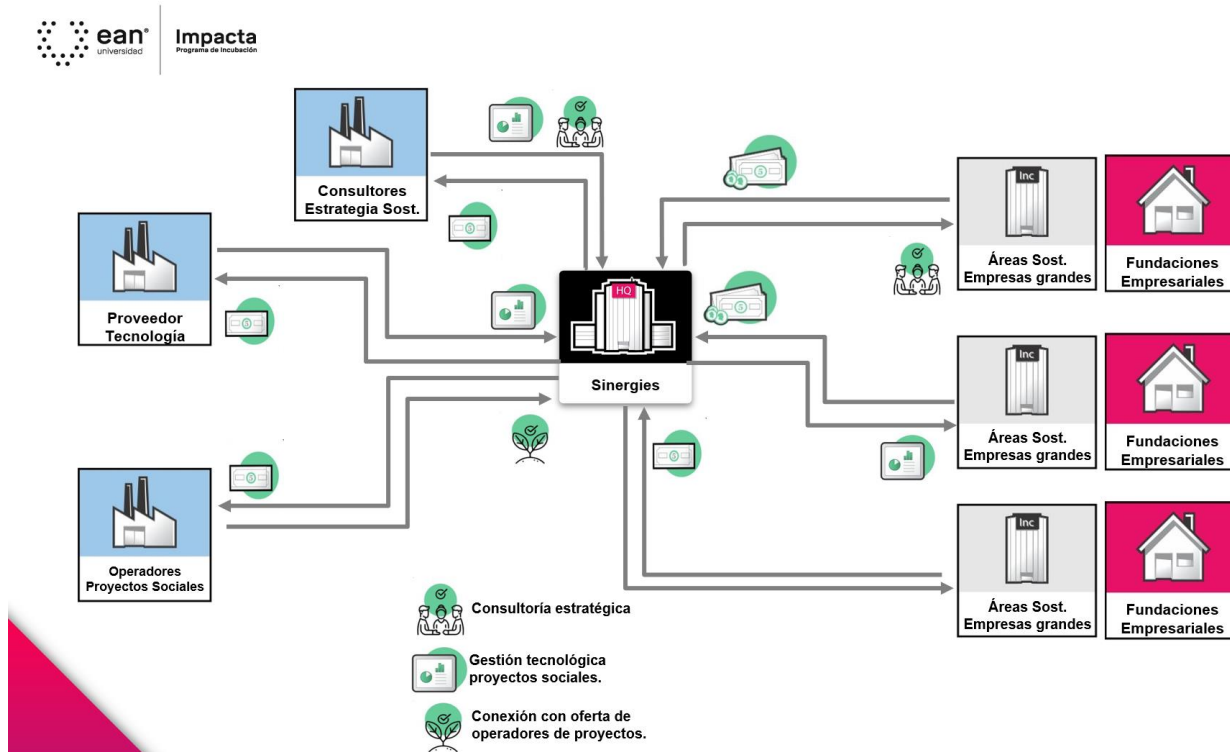 ean®
universidad
Impacta
Programa de Incubación
Consultores
Estrategia Sost.
Inc
Áreas Sost.
Empresas grandes
Fundaciones
Empresariales
Proveedor
Tecnología
HQ
Sinergies
Inc
Áreas Sost.
Empresas grandes
Fundaciones
Empresariales
Operadores
Proyectos Sociales
Inc
Áreas Sost.
Empresas grandes
Fundaciones
Empresariales
Consultoría estratégica
Gestión tecnológica
proyectos sociales.
Conexión con oferta de
operadores de proyectos.